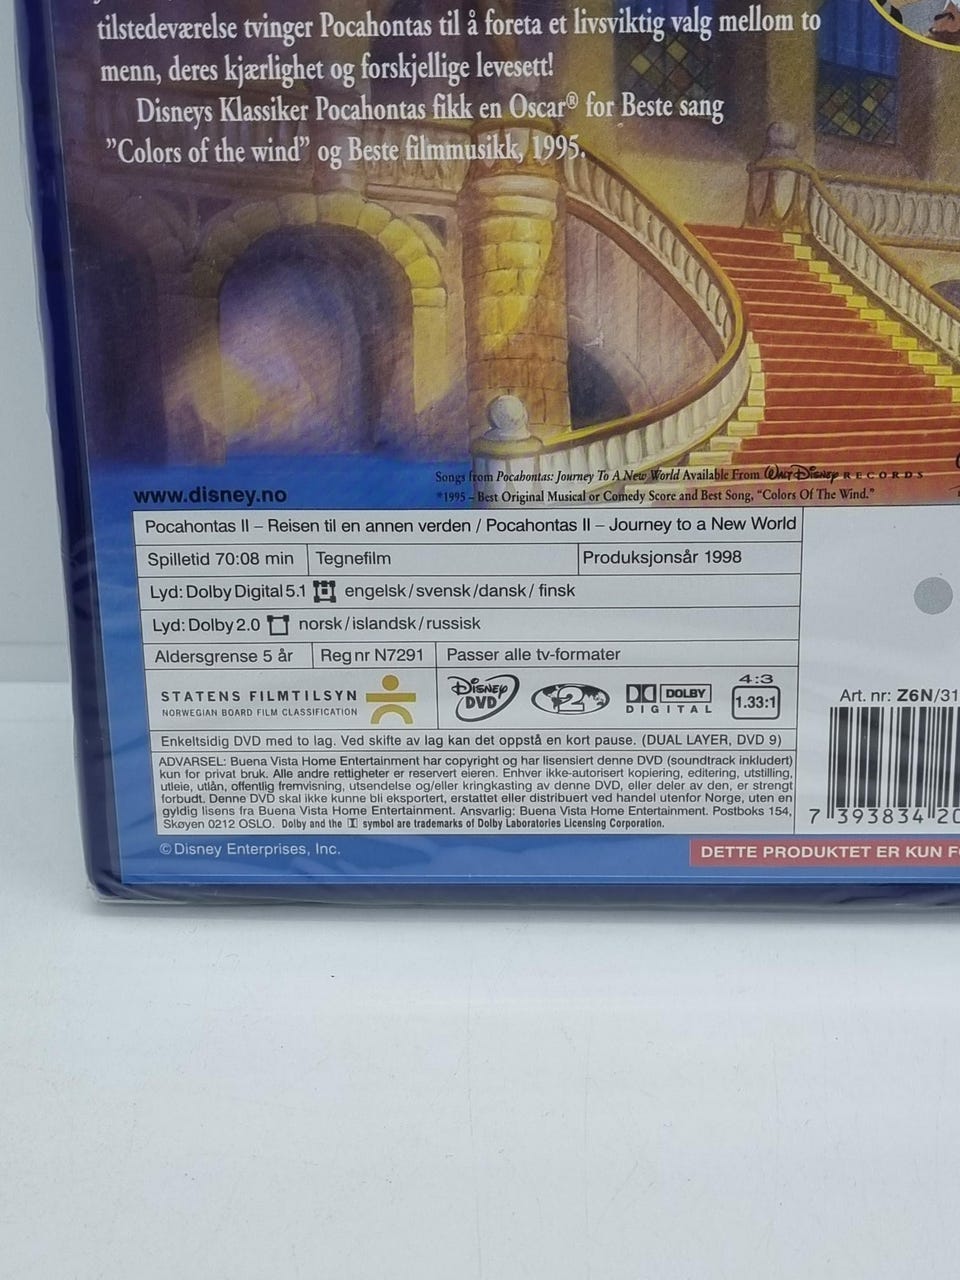 tilstedeværelse tvinger Pocahontas til å foreta et livsviktig valg mellom to
menn, deres kjærlighet og forskjellige levesett!
Disneys Klassiker Pocahontas fikk en Oscar® for Beste sang
"Colors of the wind" og Beste filmmusikk, 1995.
Songs from Pocahontas: Journey To A New World Available From Walt Disney RECORDS
*1995 – Best Original Musical or Comedy Score and Best Song, "Colors Of The Wind."
www.disney.no
Pocahontas II – Reisen til en annen verden / Pocahontas II – Journey to a New World
Spilletid 70:08 min Tegnefilm Produksjonsår 1998
Lyd: Dolby Digital 5.1 engelsk/svensk/dansk/finsk
Lyd: Dolby 2.0 norsk/islandsk/russisk
Aldersgrense 5 år Reg nr N7291 Passer alle tv-formater
STATENS FILMTILSYN
NORWEGIAN BOARD FILM CLASSIFICATION
DISNEY DVD
2
DOLBY DIGITAL
4:3
1.33:1
Art. nr: Z6N/31
Enkeltsidig DVD med to lag. Ved skifte av lag kan det oppstå en kort pause. (DUAL LAYER, DVD 9)
ADVARSEL: Buena Vista Home Entertainment har copyright og har lisensiert denne DVD (soundtrack inkludert)
kun for privat bruk. Alle andre rettigheter er reservert eieren. Enhver ikke-autorisert kopiering, editering, utstilling,
utleie, utlån, offentlig fremvisning, utsendelse og/eller kringkasting av denne DVD, eller deler av den, er strengt
forbudt. Denne DVD skal ikke kunne bli eksportert, erstattet eller distribuert ved handel utenfor Norge, uten en
gyldig lisens fra Buena Vista Home Entertainment. Ansvarlig: Buena Vista Home Entertainment. Postboks 154,
Skøyen 0212 OSLO. Dolby and the symbol are trademarks of Dolby Laboratories Licensing Corporation.
7 393834 20
© Disney Enterprises, Inc.
DETTE PRODUKTET ER KUN F